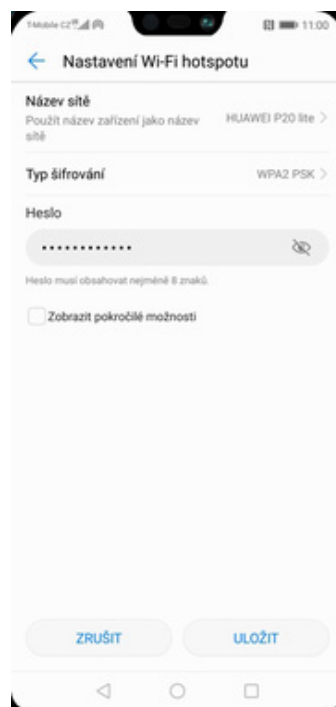 T-Mobile CZ
11:00
Nastavení Wi-Fi hotspotu
Název sítě
Použít název zařízení jako název
sítě
HUAWEI P20 lite
Typ šifrování
WPA2 PSK
Heslo
••••••••••••
Heslo musí obsahovat nejméně 8 znaků.
Zobrazit pokročilé možnosti
ZRUŠIT
ULOŽIT